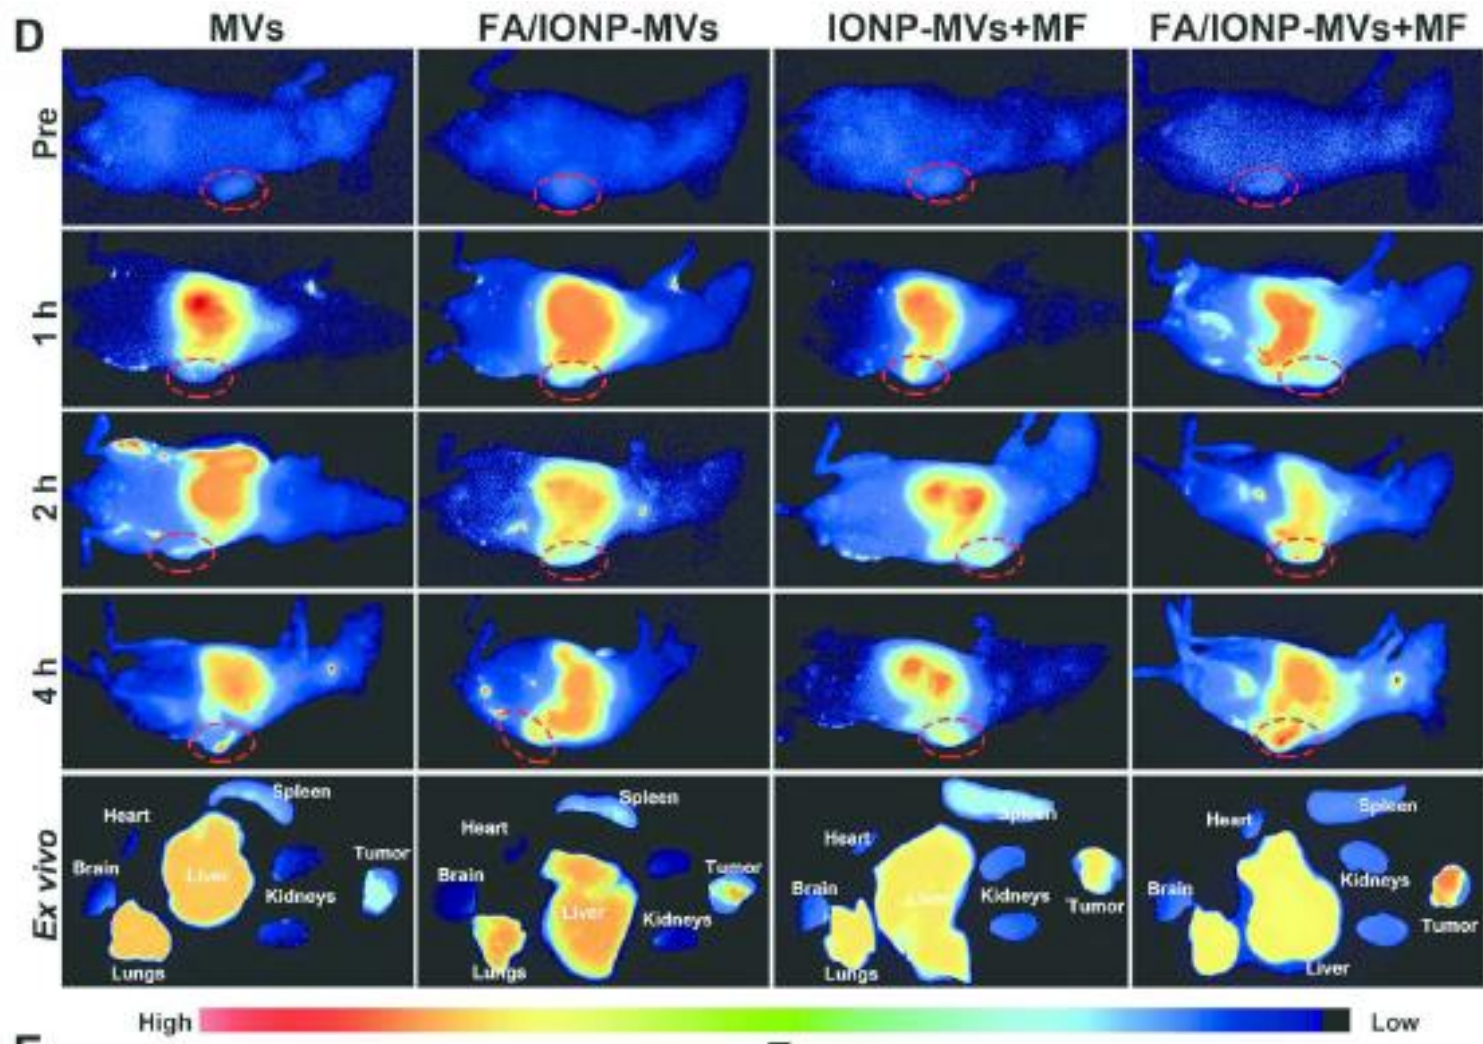 D
MVs FA/IONP-MVs IONP-MVs+MF FA/IONP-MVs+MF
Pre
1 h
2 h
4 h
Ex vivo
Spleen
Heart
Brain
Liver
Tumor
Kidneys
Lungs
Spleen
Heart
Brain
Tumor
Liver
Kidneys
Lungs
Spleen
Heart
Brain
Liver
Kidneys
Tumor
Lungs
Spleen
Heart
Brain
Kidneys
Tumor
Liver
High Low